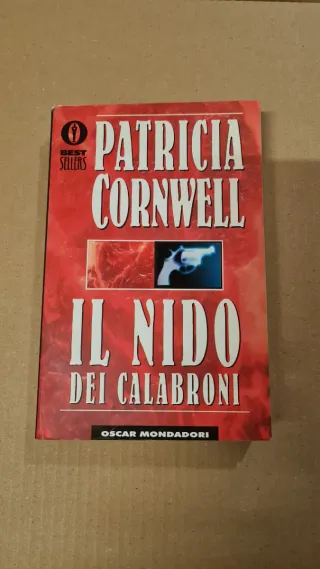 BEST
SELLERS
PATRICIA
CORNWELL
IL NIDO
DEI CALABRONI
OSCAR MONDADORI